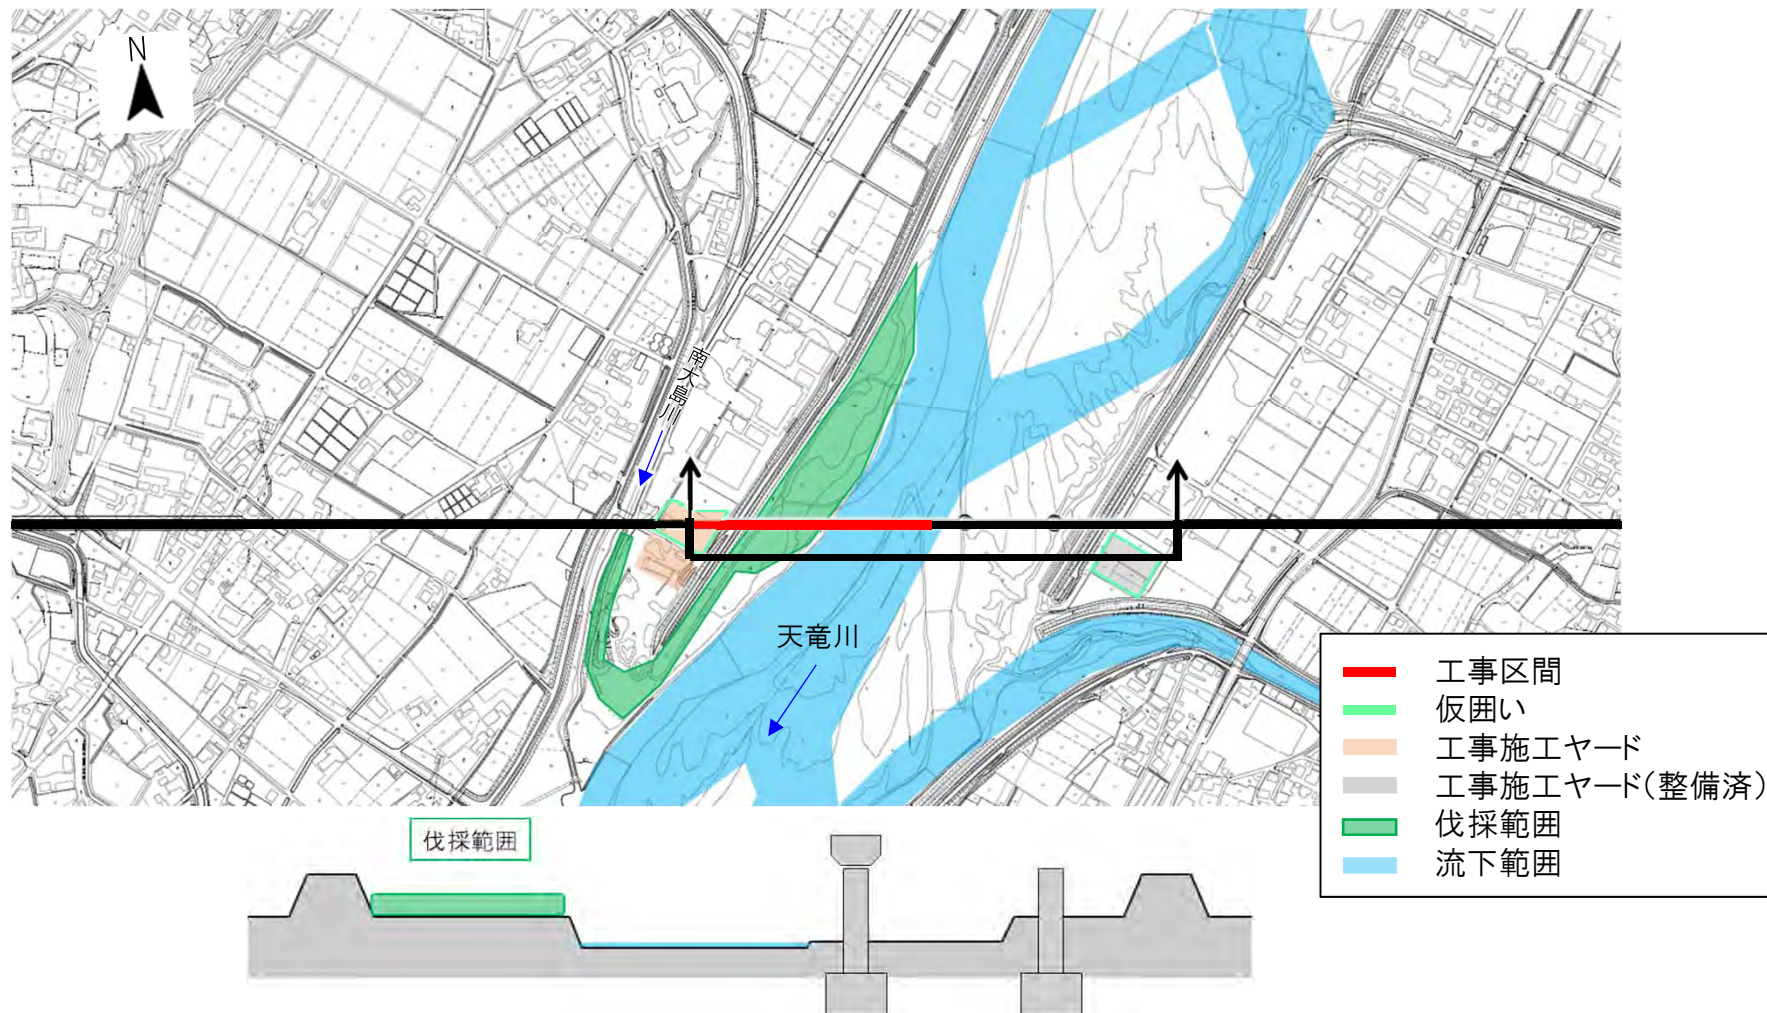 N
南大島川
天竜川
工事区間
仮囲い
工事施工ヤード
工事施工ヤード(整備済)
伐採範囲
流下範囲
伐採範囲